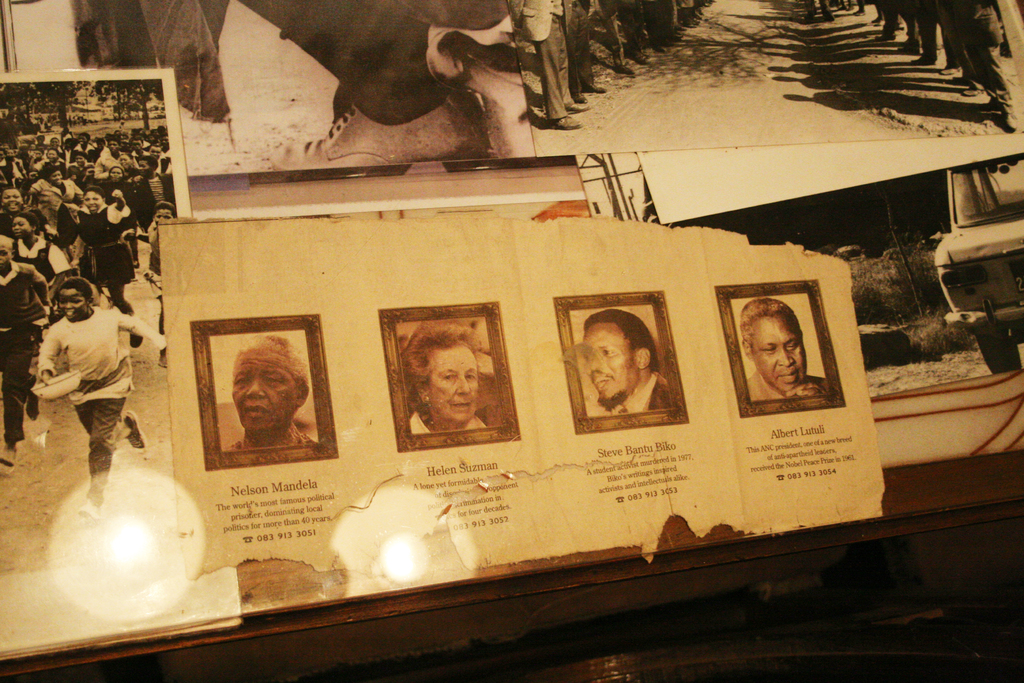 Nelson Mandela
The world's most famous political
prisoner, dominating local
politics for more than 40 years.
☎ 083 913 3051
Helen Suzman
A lone yet formidable
opponent
discrimination in
for four decades.
083 913 3052
Steve Bantu Biko
A student activist murdered in 1977,
Biko's writings inspired
activists and intellectuals alike.
☎ 083 913 3053
Albert Lutuli
This ANC president, one of a new breed
of anti-apartheid leaders,
received the Nobel Peace Prize in 1961.
☎ 083 913 3054